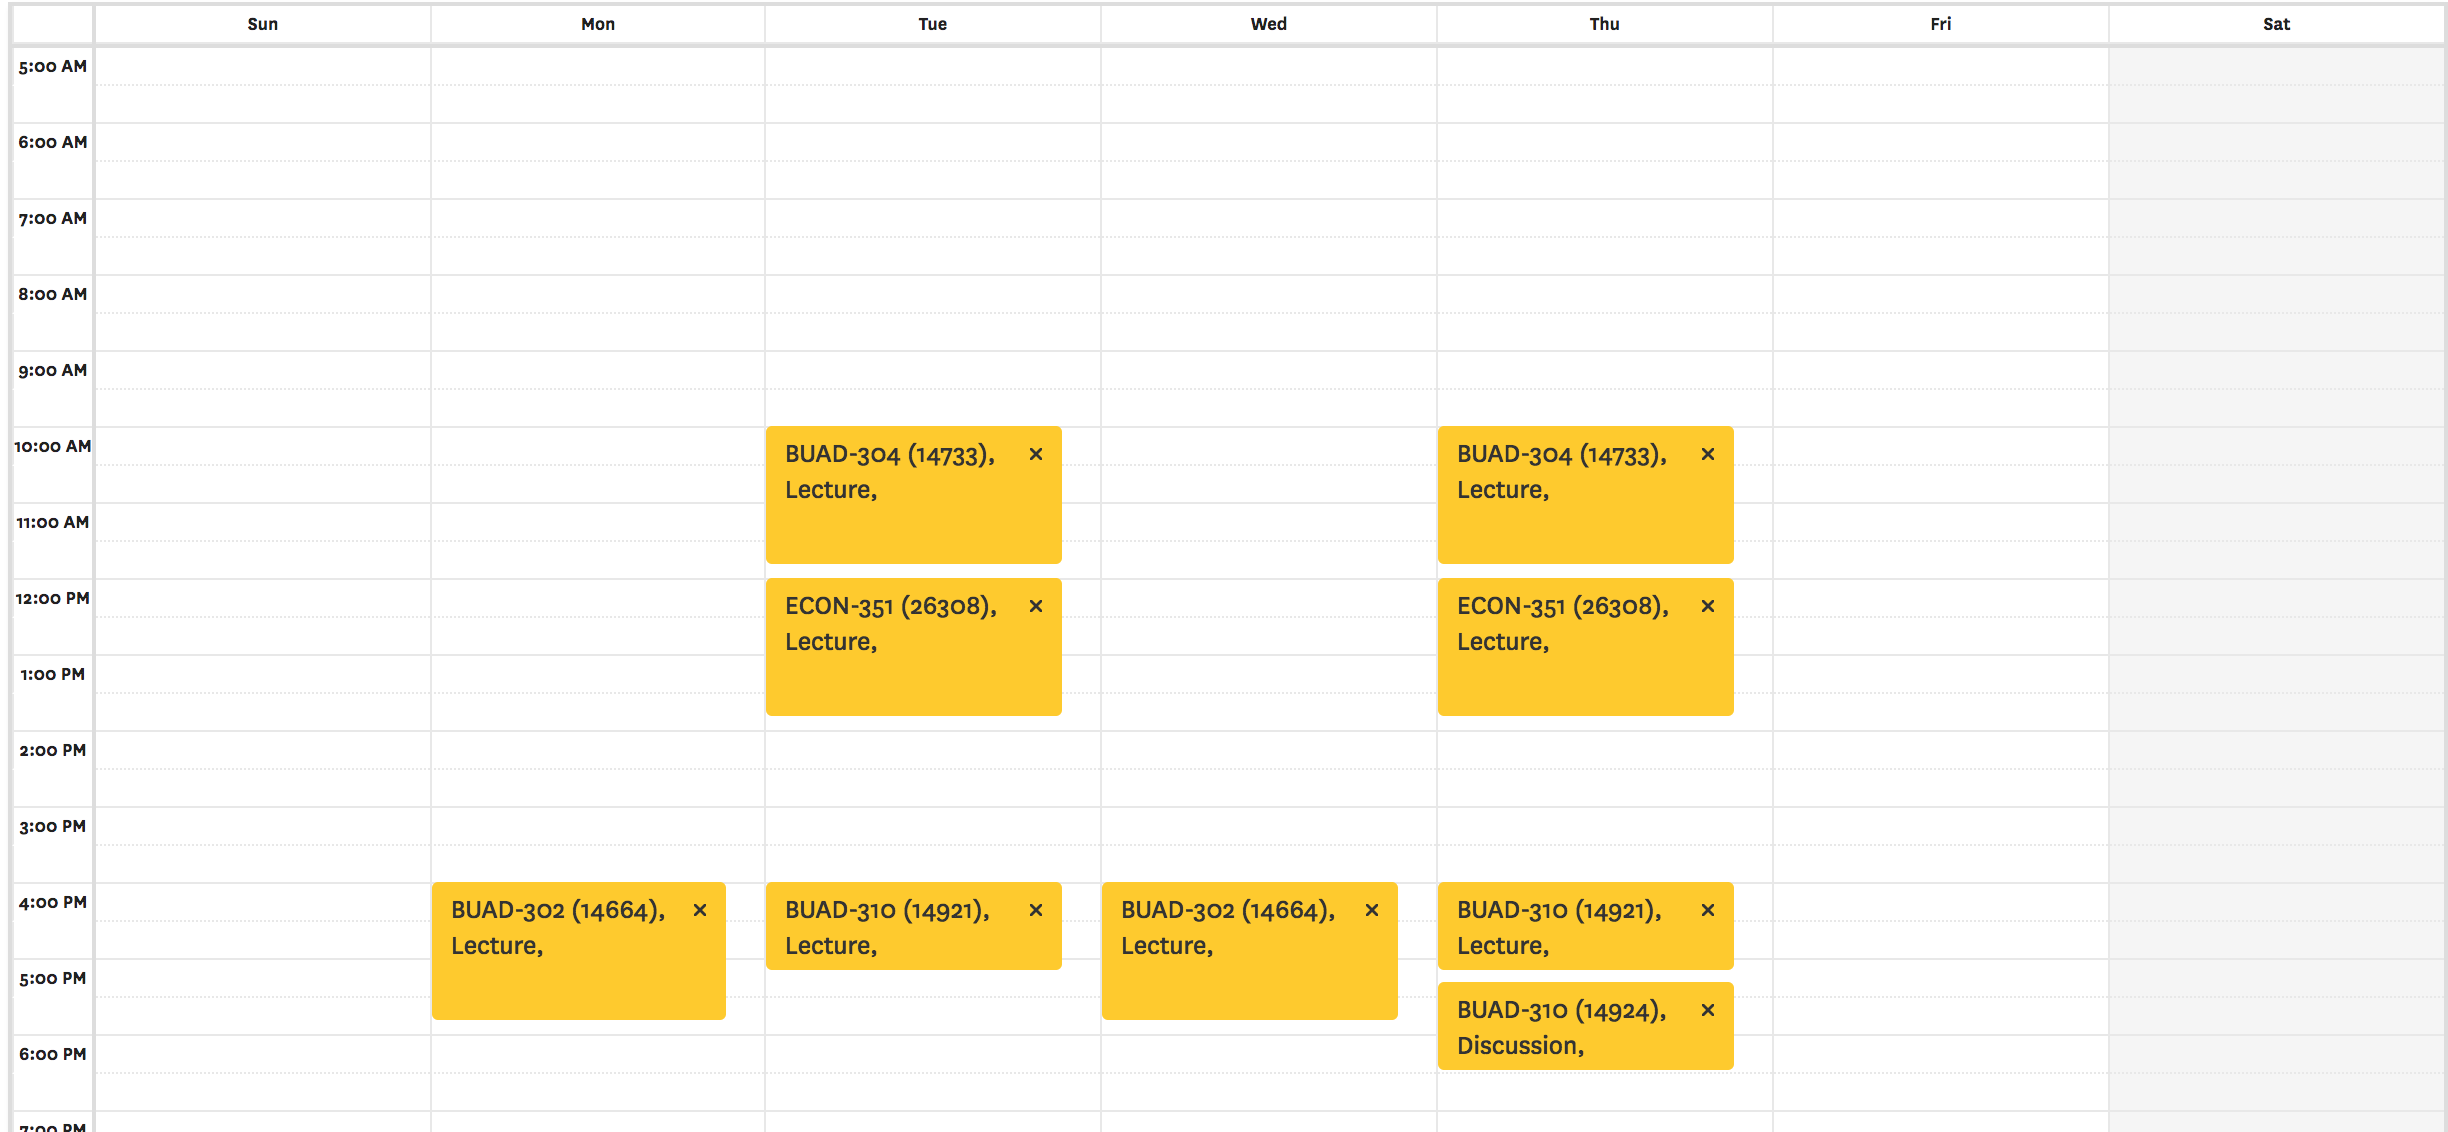 Sun Mon Tue Wed Thu Fri Sat
5:00 AM
6:00 AM
7:00 AM
8:00 AM
9:00 AM
10:00 AM
BUAD-304 (14733), ×
Lecture,
BUAD-304 (14733), ×
Lecture,
11:00 AM
12:00 PM
ECON-351 (26308), ×
Lecture,
ECON-351 (26308), ×
Lecture,
1:00 PM
2:00 PM
3:00 PM
4:00 PM
BUAD-302 (14664), ×
Lecture,
BUAD-310 (14921), ×
Lecture,
BUAD-302 (14664), ×
Lecture,
BUAD-310 (14921), ×
Lecture,
5:00 PM
BUAD-310 (14924), ×
Discussion,
6:00 PM
7:00 PM